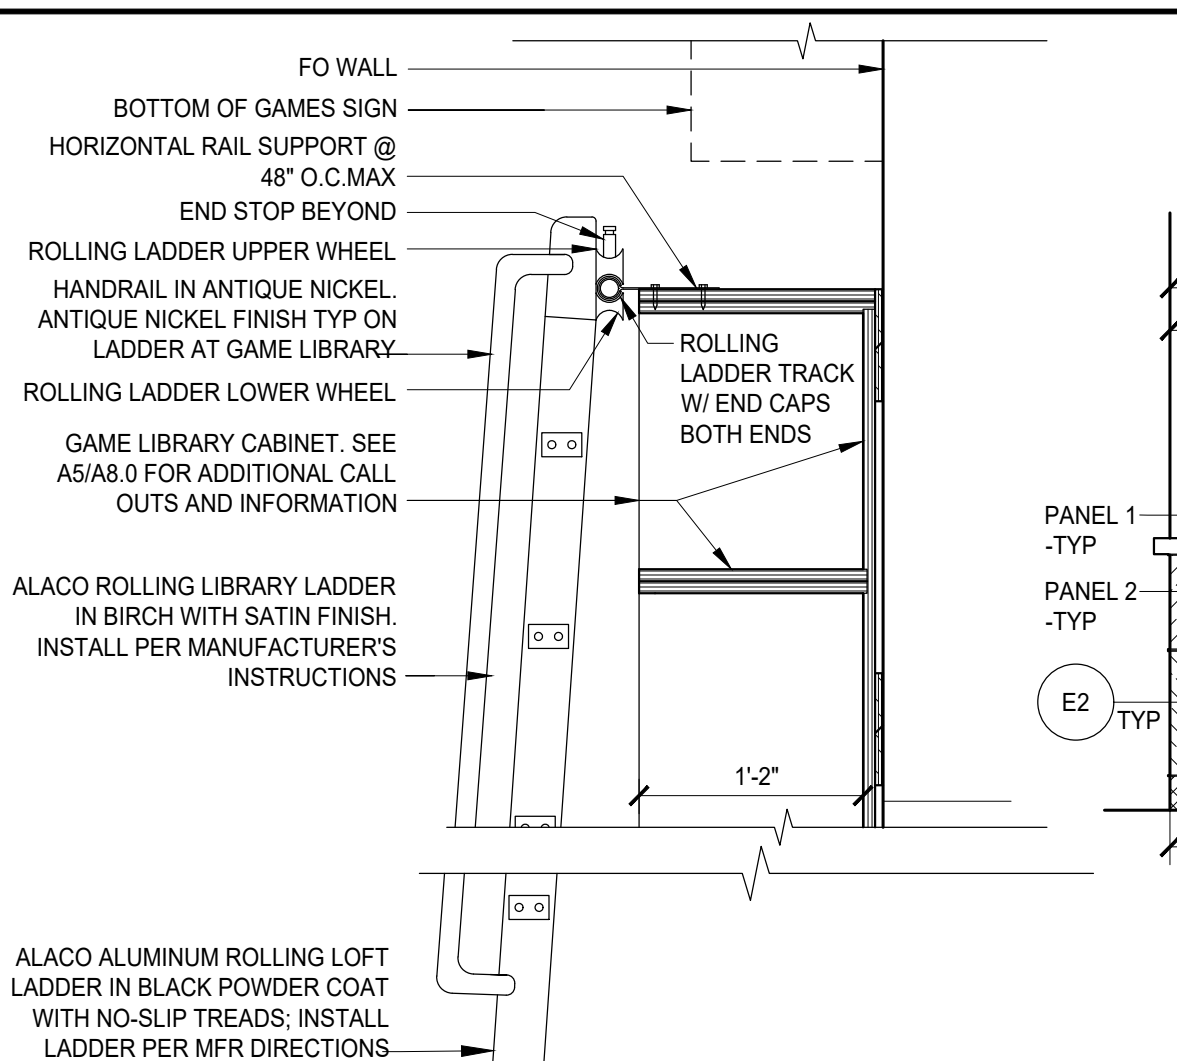 FO WALL
BOTTOM OF GAMES SIGN
HORIZONTAL RAIL SUPPORT @
48" O.C.MAX
END STOP BEYOND
ROLLING LADDER UPPER WHEEL
HANDRAIL IN ANTIQUE NICKEL.
ANTIQUE NICKEL FINISH TYP ON
LADDER AT GAME LIBRARY
ROLLING LADDER LOWER WHEEL
GAME LIBRARY CABINET. SEE
A5/A8.0 FOR ADDITIONAL CALL
OUTS AND INFORMATION
ALACO ROLLING LIBRARY LADDER
IN BIRCH WITH SATIN FINISH.
INSTALL PER MANUFACTURER'S
INSTRUCTIONS
ALACO ALUMINUM ROLLING LOFT
LADDER IN BLACK POWDER COAT
WITH NO-SLIP TREADS; INSTALL
LADDER PER MFR DIRECTIONS
ROLLING
LADDER TRACK
W/ END CAPS
BOTH ENDS
1'-2"
PANEL 1
-TYP
PANEL 2
-TYP
E2
TYP